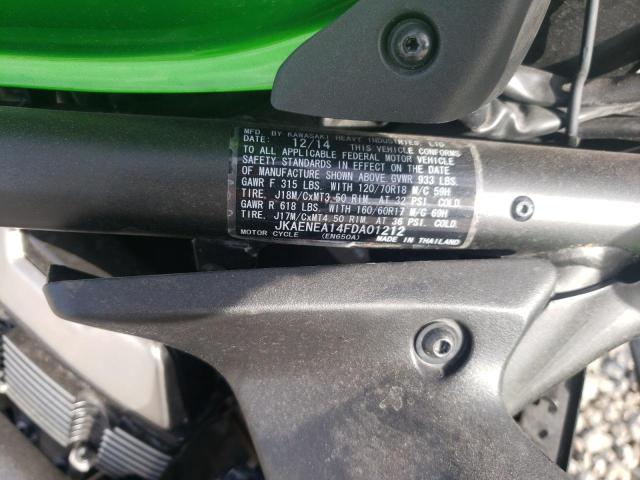 MFD. BY KAWASAKI HEAVY INDUSTRIES, LTD.
DATE: 12/14 THIS VEHICLE CONFORMS
TO ALL APPLICABLE FEDERAL MOTOR VEHICLE
SAFETY STANDARDS IN EFFECT ON THE DATE
OF MANUFACTURE SHOWN ABOVE GVWR 933 LBS.
GAWR F 315 LBS. WITH 120/70R18 M/C 59H
TIRE. J18M/CxMT3.50 RIM. AT 32 PSI. COLD.
GAWR R 618 LBS. WITH 160/60R17 M/C 69H
TIRE. J17M/CxMT4.50 RIM. AT 36 PSI. COLD.
JKAENEA14FDA01212
MOTOR CYCLE (EN650A) MADE IN THAILAND